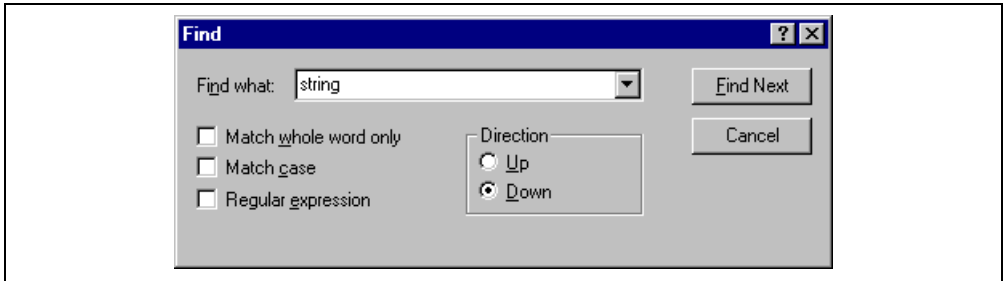 Find
Find what: string
Find Next
Match whole word only
Direction
Cancel
Match case
Up
Regular expression
Down